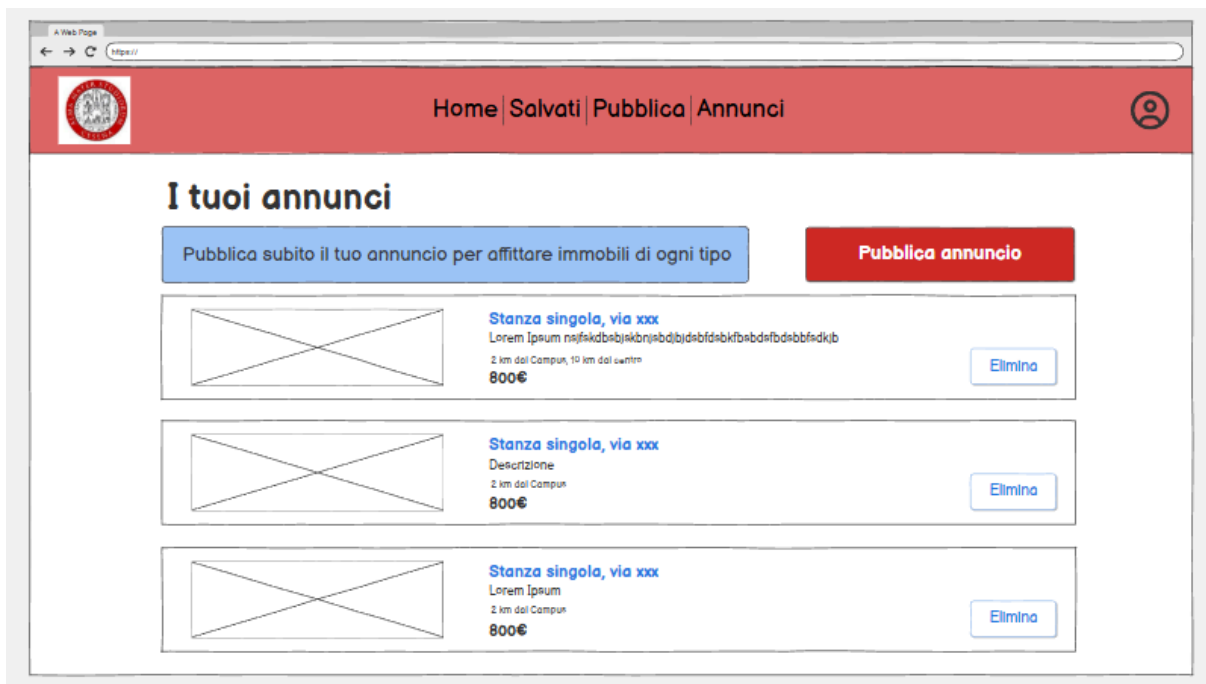 A Web Page
https://
Home Salvati Pubblica Annunci
I tuoi annunci
Pubblica subito il tuo annuncio per affittare immobili di ogni tipo
Pubblica annuncio
Stanza singola, via xxx
Lorem Ipsum
2 km dal Campus, 10 km dal centro
800€
Elimina
Stanza singola, via xxx
Descrizione
2 km dal Campus
800€
Elimina
Stanza singola, via xxx
Lorem Ipsum
2 km dal Campus
800€
Elimina